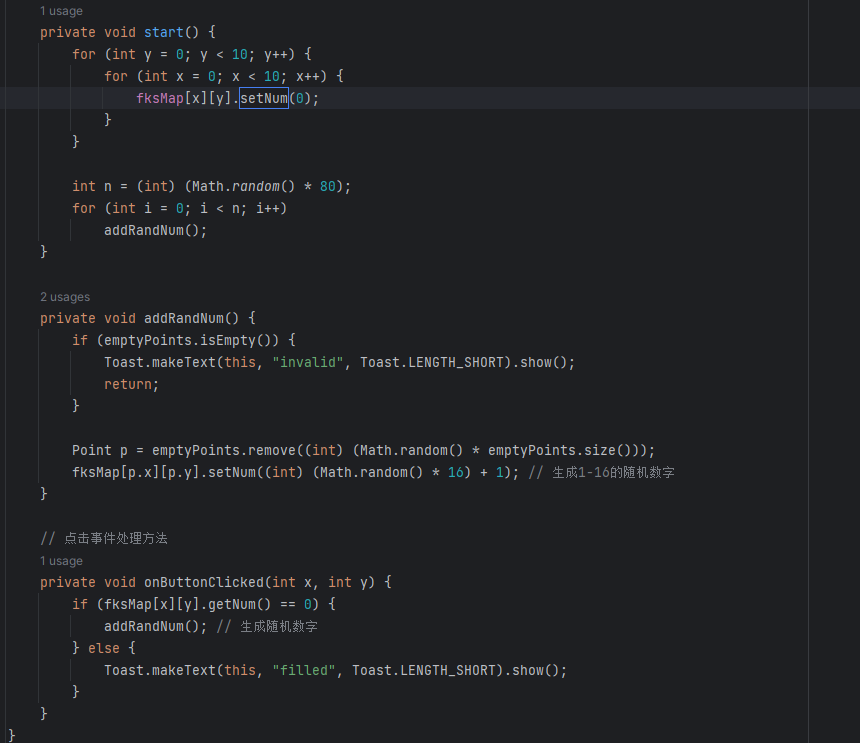 1 usage
private void start() {
for (int y = 0; y < 10; y++) {
for (int x = 0; x < 10; x++) {
fksMap[x][y].setNum(0);
}
}
int n = (int) (Math.random() * 80);
for (int i = 0; i < n; i++)
addRandNum();
}
2 usages
private void addRandNum() {
if (emptyPoints.isEmpty()) {
Toast.makeText(this, "invalid", Toast.LENGTH_SHORT).show();
return;
}
Point p = emptyPoints.remove((int) (Math.random() * emptyPoints.size()));
fksMap[p.x][p.y].setNum((int) (Math.random() * 16) + 1); // 生成1-16的随机数字
}
// 点击事件处理方法
1 usage
private void onButtonClicked(int x, int y) {
if (fksMap[x][y].getNum() == 0) {
addRandNum(); // 生成随机数字
} else {
Toast.makeText(this, "filled", Toast.LENGTH_SHORT).show();
}
}
}